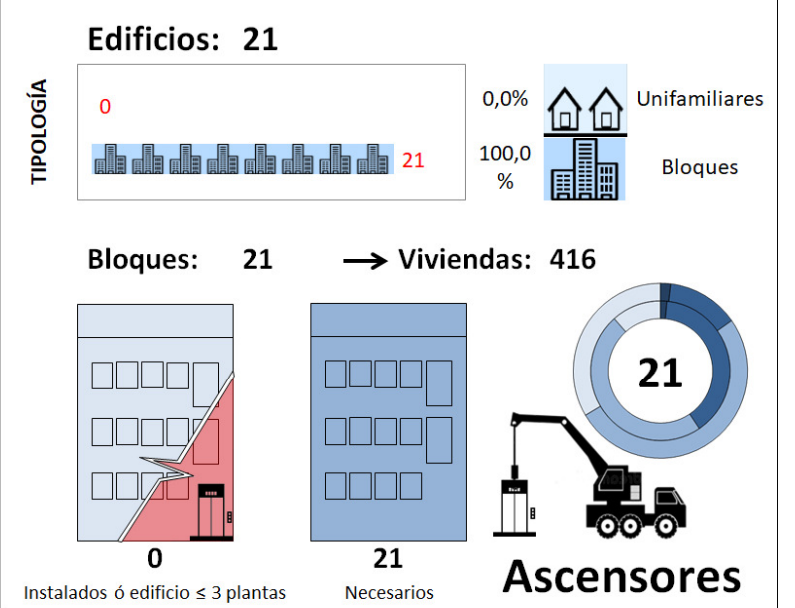 Edificios: 21
TIPOLOGÍA
0
21
0,0%
Unifamiliares
100,0
%
Bloques
Bloques: 21 → Viviendas: 416
21
0
21
Instalados ó edificio ≤ 3 plantas
Necesarios
Ascensores